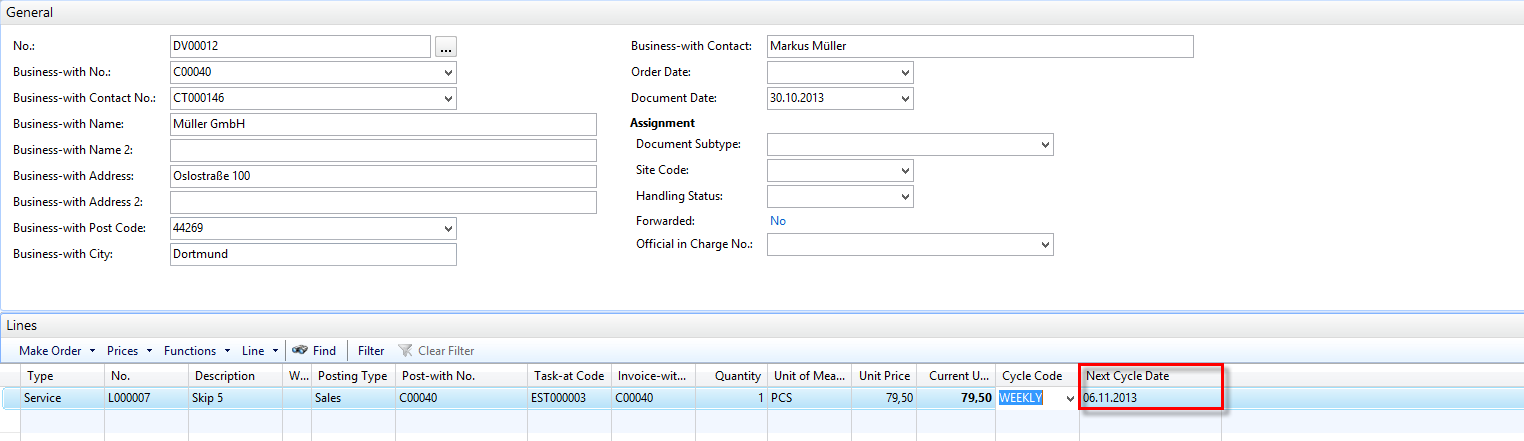 General
No.: DV00012 ...
Business-with No.: C00040
Business-with Contact No.: CT000146
Business-with Name: Müller GmbH
Business-with Name 2:
Business-with Address: Oslostraße 100
Business-with Address 2:
Business-with Post Code: 44269
Business-with City: Dortmund
Business-with Contact: Markus Müller
Order Date:
Document Date: 30.10.2013
Assignment
Document Subtype:
Site Code:
Handling Status:
Forwarded: No
Official in Charge No.:
Lines
Make Order Prices Functions Line Find Filter Clear Filter
Type No. Description W... Posting Type Post-with No. Task-at Code Invoice-wit... Quantity Unit of Mea... Unit Price Current U... Cycle Code Next Cycle Date
Service L000007 Skip 5 Sales C00040 EST000003 C00040 1 PCS 79,50 79,50 WEEKLY 06.11.2013